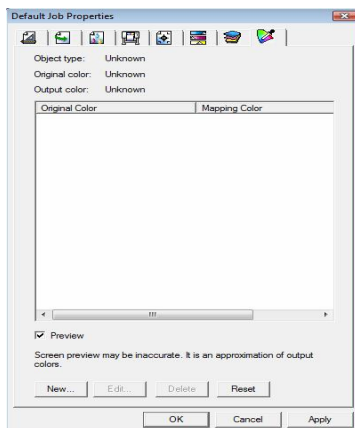 Default Job Properties
Object type: Unknown
Original color: Unknown
Output color: Unknown
Original Color Mapping Color
Preview
Screen preview may be inaccurate. It is an approximation of output
colors.
New... Edit... Delete Reset
OK Cancel Apply